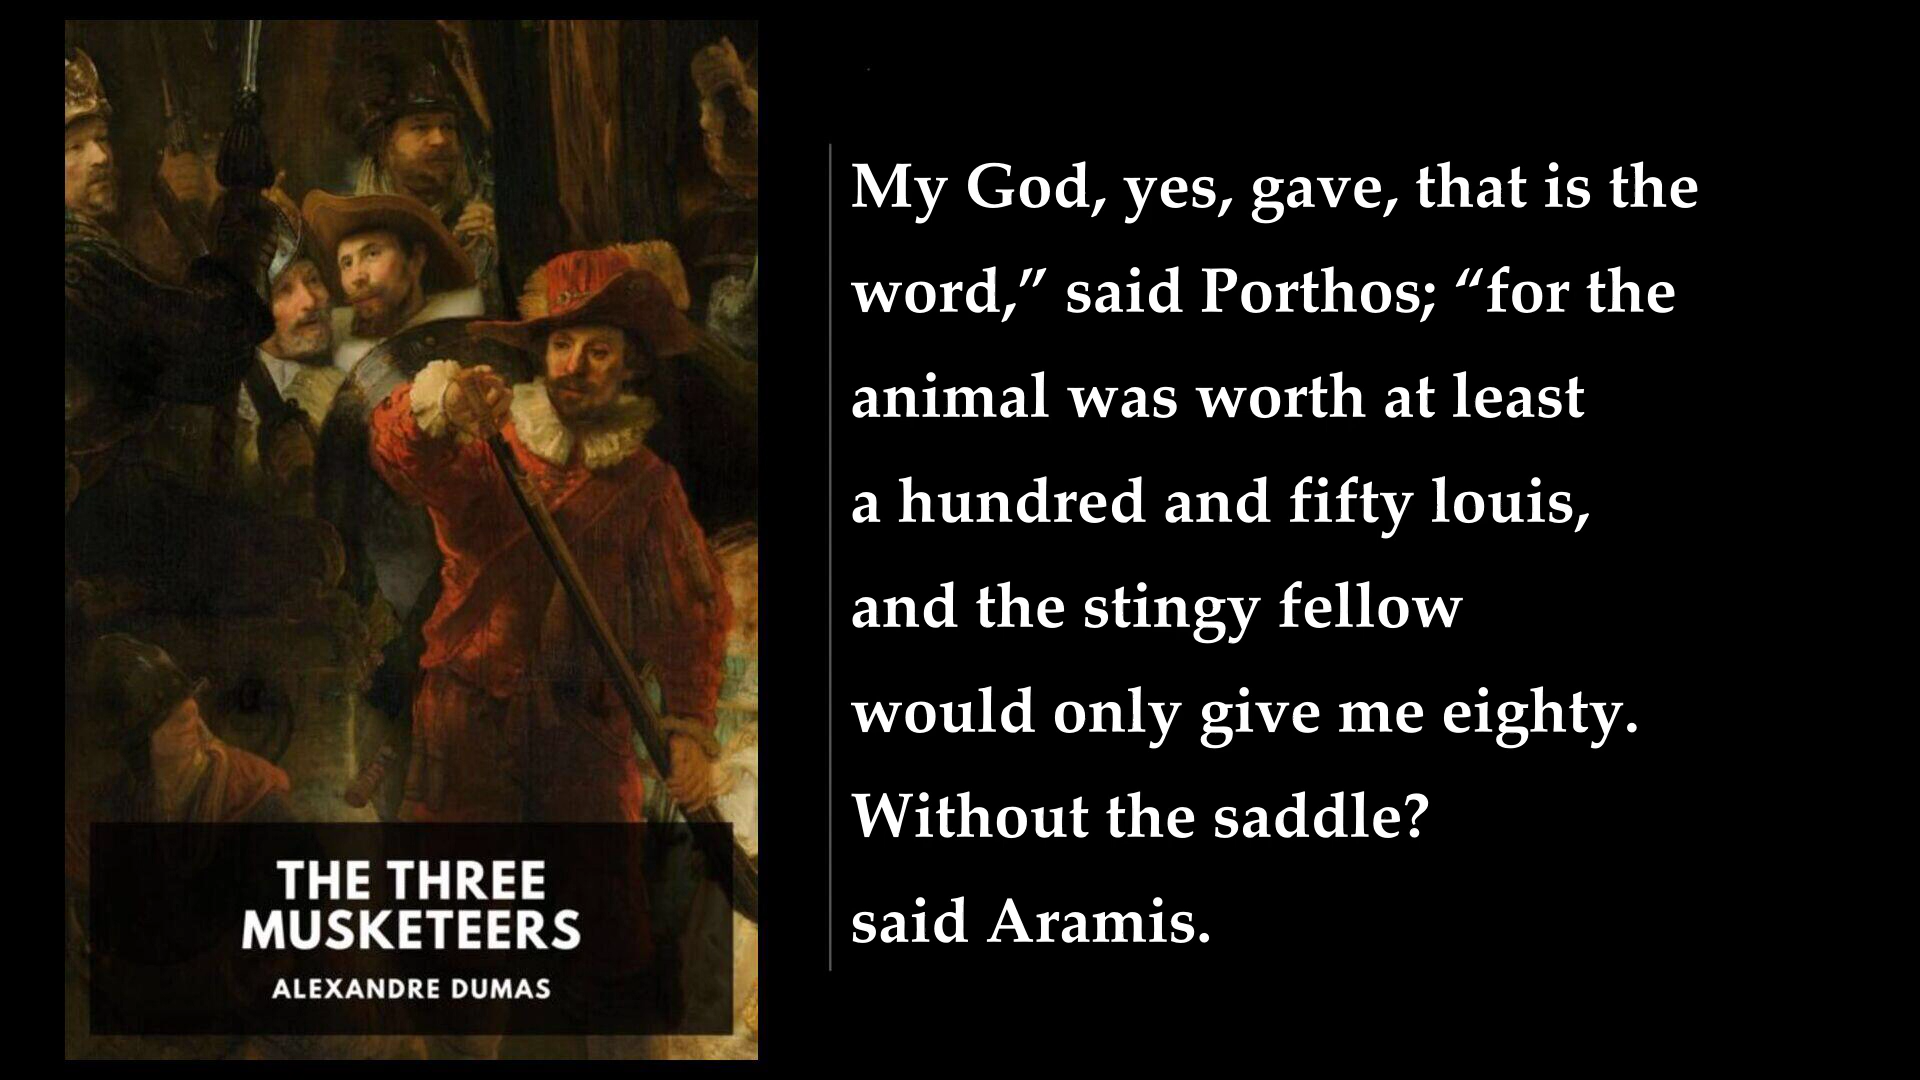 My God, yes, gave, that is the
word,” said Porthos; “for the
animal was worth at least
a hundred and fifty louis,
and the stingy fellow
would only give me eighty.
Without the saddle?
said Aramis.
THE THREE
MUSKETEERS
ALEXANDRE DUMAS